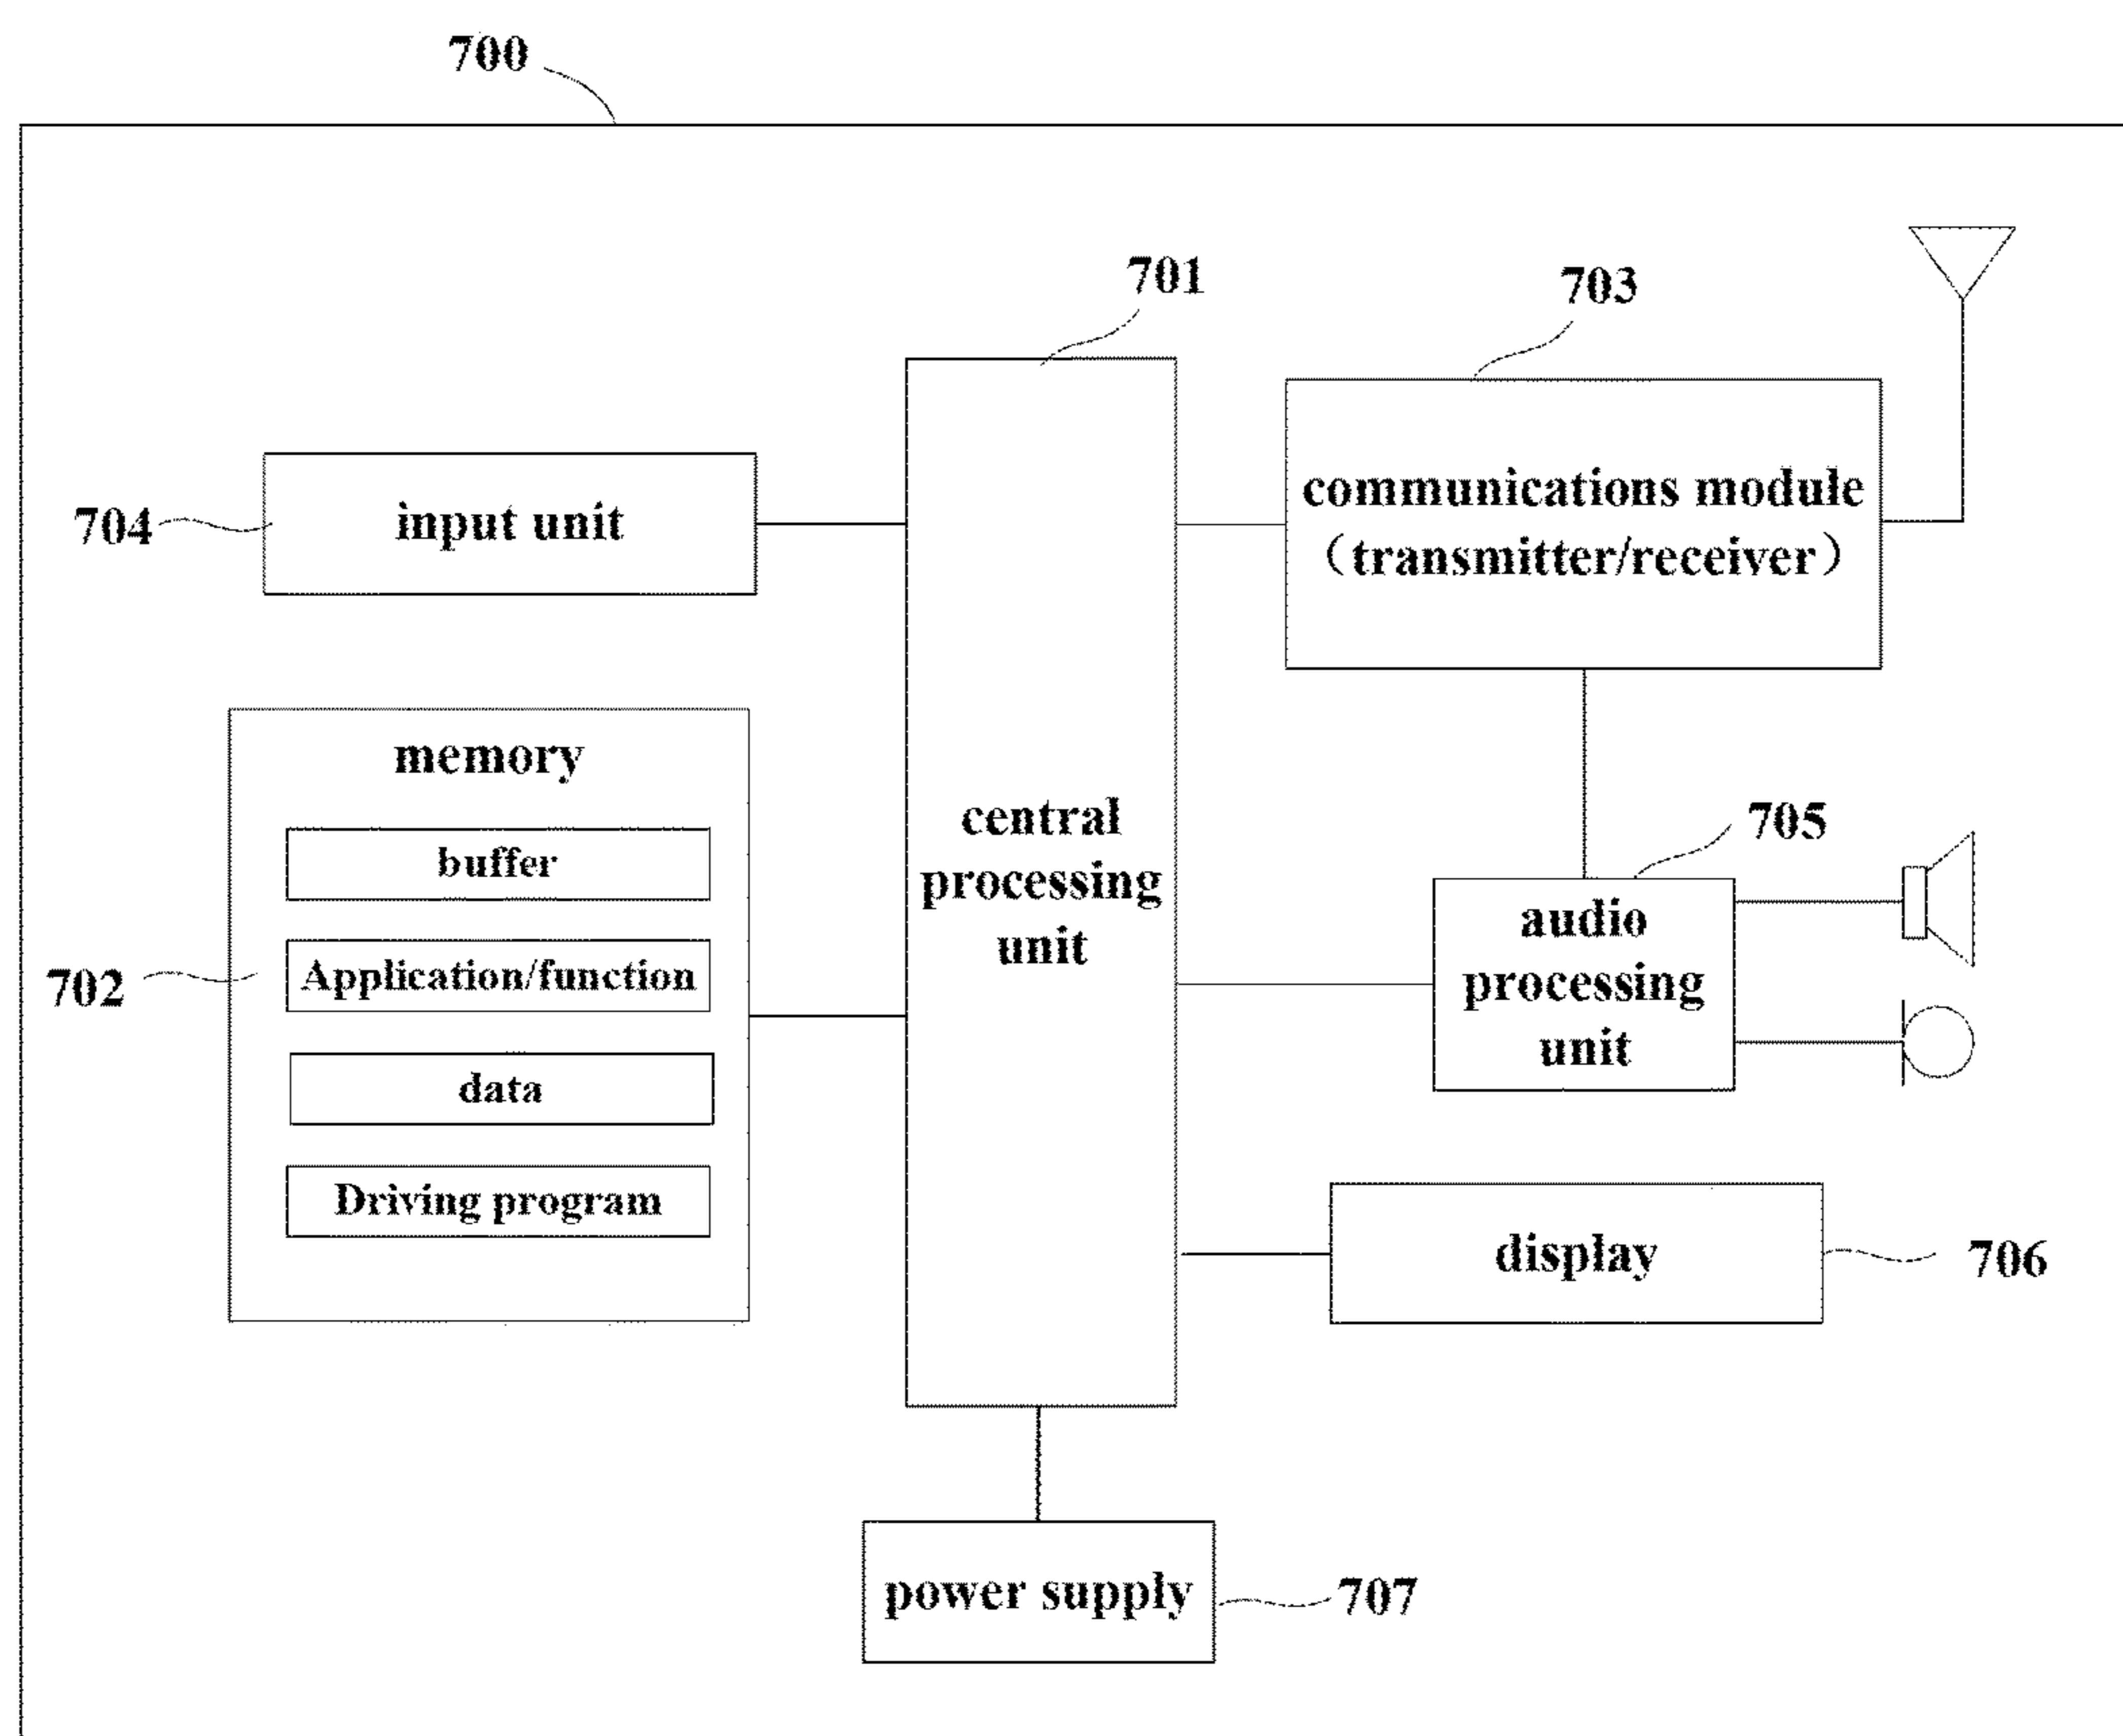 700
701
703
704
input unit
communications module
（transmitter/receiver）
memory
buffer
702
Application/function
data
Driving program
central
processing
unit
705
audio
processing
unit
display
706
power supply
707